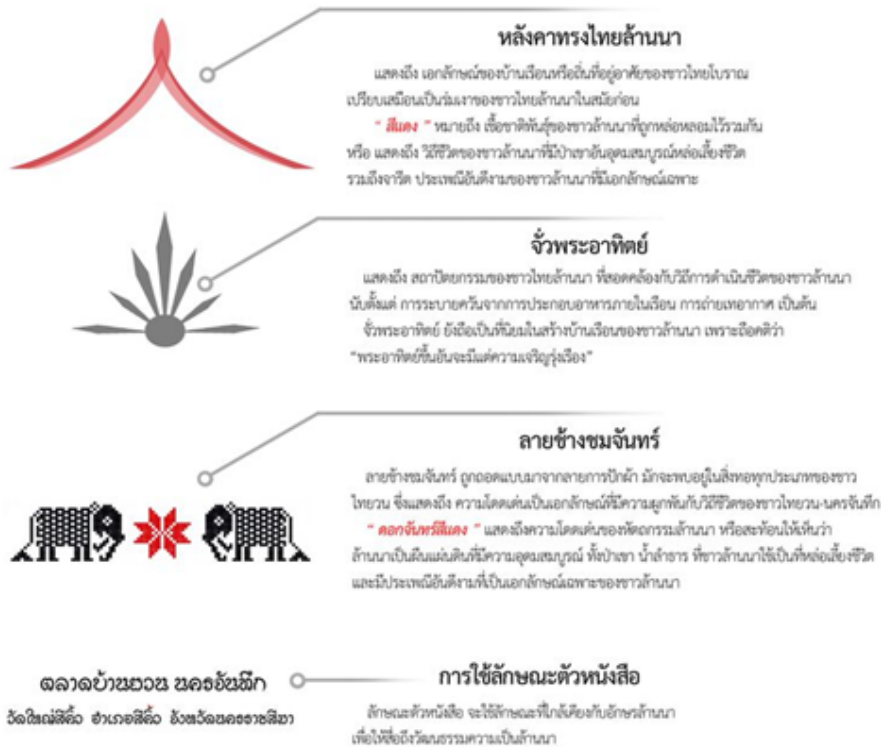 หลังคาทรงไทยล้านนา
แสดงถึง เอกลักษณ์ของบ้านเรือนหรือถิ่นที่อยู่อาศัยของชาวไทยโบราณ
เปรียบเสมือนเป็นร่มเงาของชาวไทยล้านนาในสมัยก่อน
" สีแดง " หมายถึง เชื้อชาติพันธุ์ของชาวล้านนาที่ถูกหล่อหลอมไว้รวมกัน
หรือ แสดงถึง วิถีชีวิตของชาวล้านนาที่มีป่าเขาอันอุดมสมบูรณ์หล่อเลี้ยงชีวิต
รวมถึงจารีต ประเพณีอันดีงามของชาวล้านนาที่มีเอกลักษณ์เฉพาะ
จั่วพระอาทิตย์
แสดงถึง สถาปัตยกรรมของชาวไทยล้านนา ที่สอดคล้องกับวิถีการดำเนินชีวิตของชาวล้านนา
นับตั้งแต่ การระบายควันจากการประกอบอาหารภายในเรือน การถ่ายเทอากาศ เป็นต้น
จั่วพระอาทิตย์ ยังถือเป็นที่นิยมในสร้างบ้านเรือนของชาวล้านนา เพราะถือคติว่า
"พระอาทิตย์ขึ้นอันจะมีแต่ความเจริญรุ่งเรือง"
ลายช้างชมจันทร์
ลายช้างชมจันทร์ ถูกถอดแบบมาจากลายการปักผ้า มักจะพบอยู่ในสิ่งทอทุกประเภทของชาว
ไทยวน ซึ่งแสดงถึง ความโดดเด่นเป็นเอกลักษณ์ที่มีความผูกพันกับวิถีชีวิตของชาวไทยวน-นครจันทึก
" ดอกจันทร์สีแดง " แสดงถึงความโดดเด่นของหัตถกรรมล้านนา หรือสะท้อนให้เห็นว่า
ล้านนาเป็นผืนแผ่นดินที่มีความอุดมสมบูรณ์ ทั้งป่าเขา น้ำลำธาร ที่ชาวล้านนาใช้เป็นที่หล่อเลี้ยงชีวิต
และมีประเพณีอันดีงามที่เป็นเอกลักษณ์เฉพาะของชาวล้านนา
ตลาดบ้านยวน นครจันทึก
วัดใหญ่สีคิ้ว อำเภอสีคิ้ว จังหวัดนครราชสีมา
การใช้ลักษณะตัวหนังสือ
ลักษณะตัวหนังสือ จะใช้ลักษณะที่ใกล้เคียงกับอักษรล้านนา
เพื่อให้สื่อถึงวัฒนธรรมความเป็นล้านนา